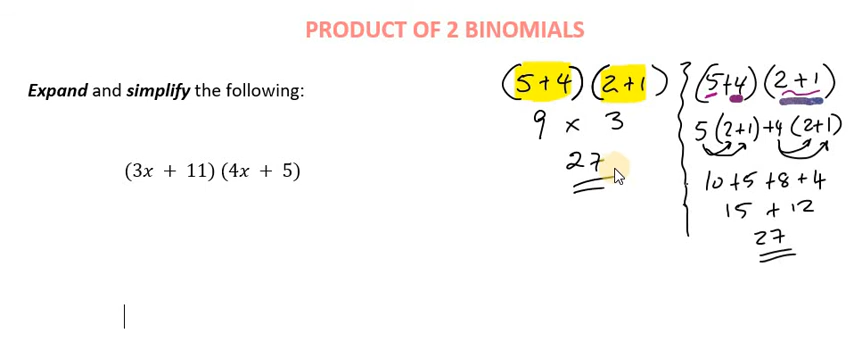 PRODUCT OF 2 BINOMIALS
Expand and simplify the following:
(3x + 11) (4x + 5)
(5+4) (2+1)
9 x 3
27
(5+4) (2+1)
5(2+1)+4(2+1)
10+5+8+4
15 + 12
27